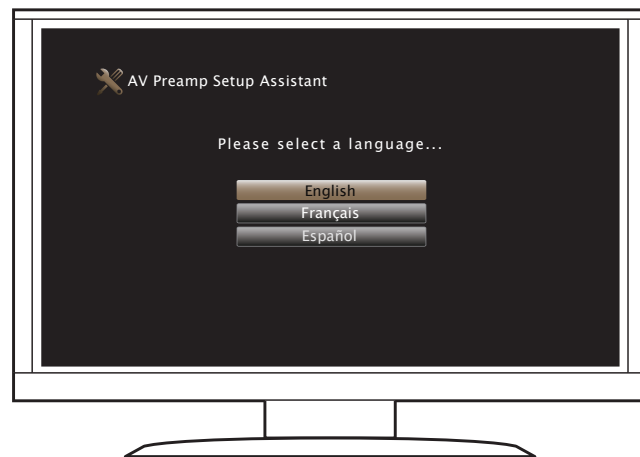 AV Preamp Setup Assistant
Please select a language...
English
Français
Español